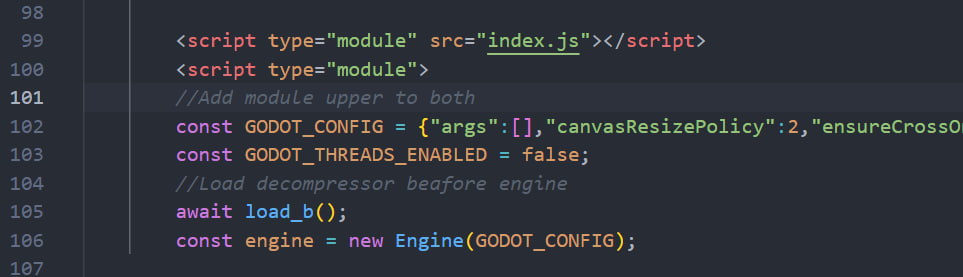 98
99 <script type="module" src="index.js"></script>
100 <script type="module">
101 //Add module upper to both
102 const GODOT_CONFIG = {"args":[],"canvasResizePolicy":2,"ensureCrossOr
103 const GODOT_THREADS_ENABLED = false;
104 //Load decompressor beafore engine
105 await load_b();
106 const engine = new Engine(GODOT_CONFIG);
107